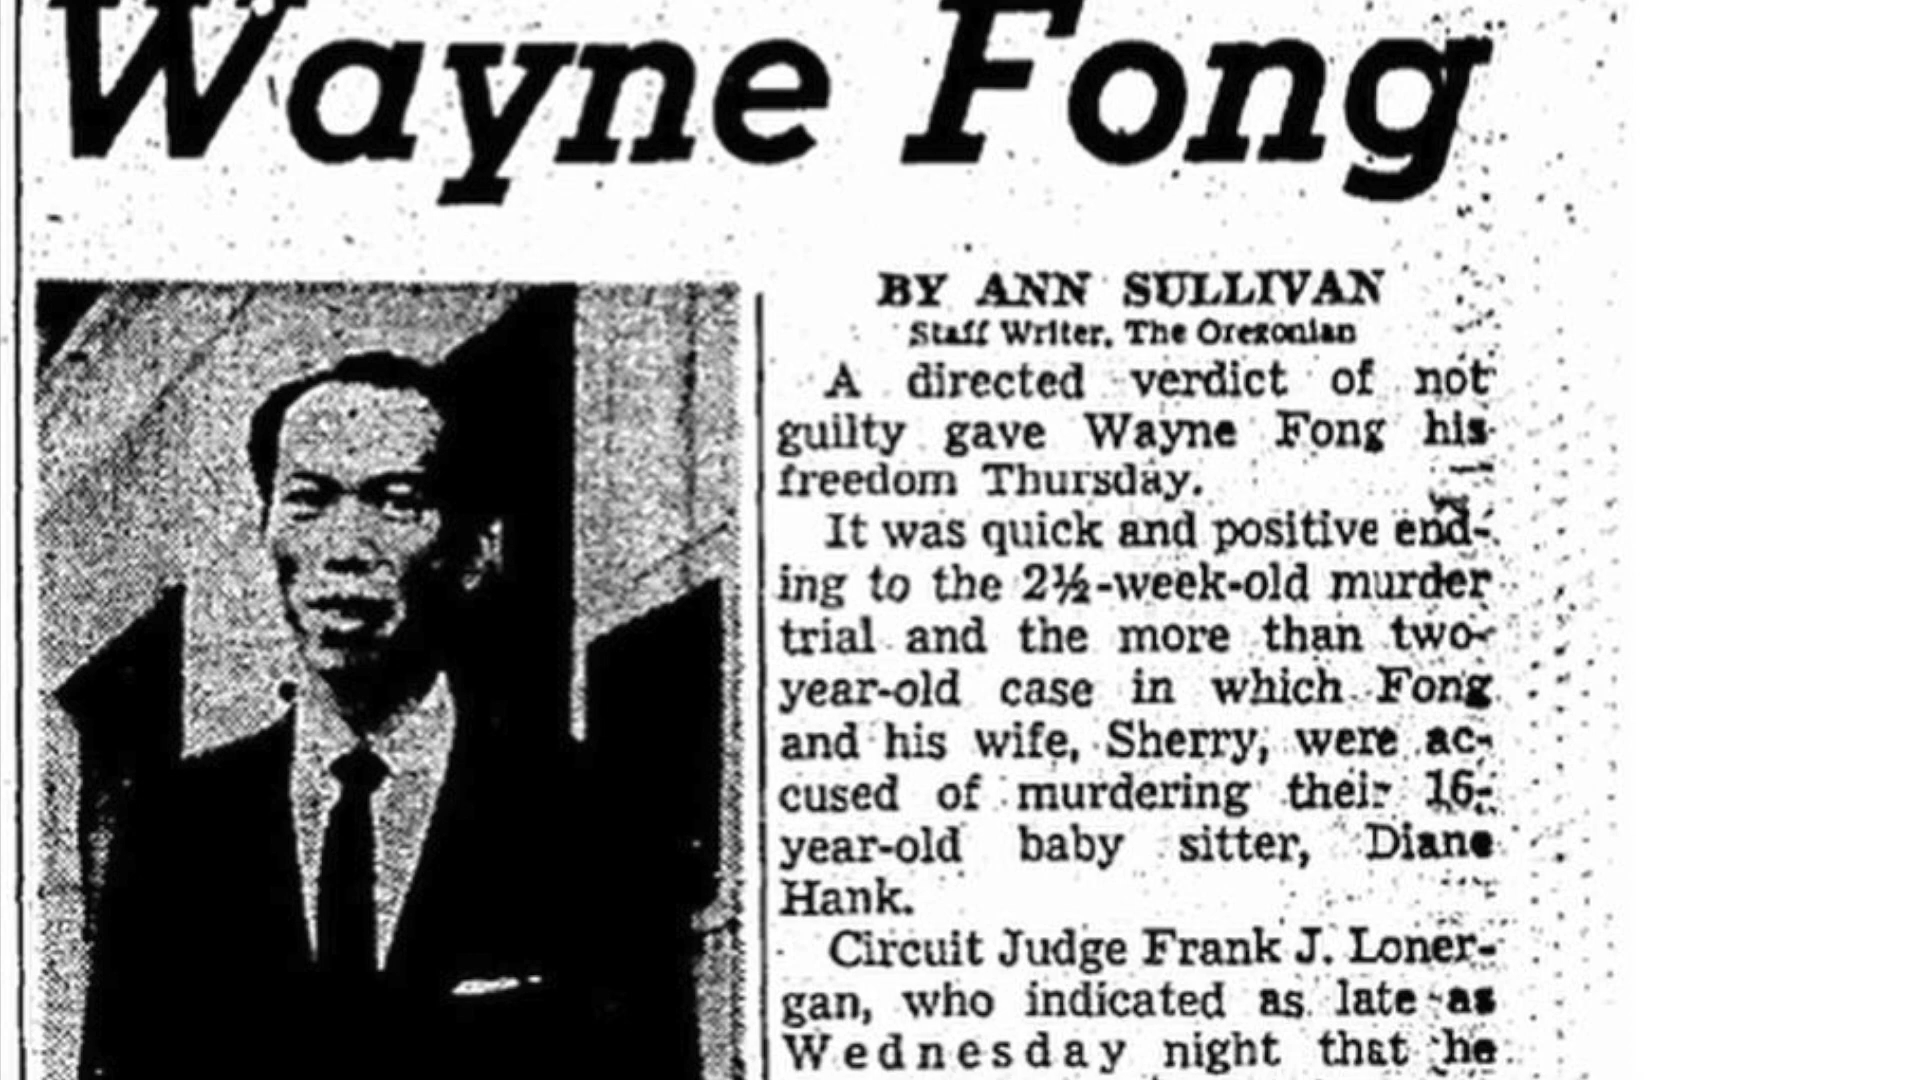 Wayne Fong
BY ANN SULLIVAN
Staff Writer, The Oregonian
A directed verdict of not
guilty gave Wayne Fong his
freedom Thursday.
It was quick and positive end-
ing to the 2½-week-old murder
trial and the more than two-
year-old case in which Fong
and his wife, Sherry, were ac-
cused of murdering their 16-
year-old baby sitter, Diane
Hank.
Circuit Judge Frank J. Loner-
gan, who indicated as late as
Wednesday night that he